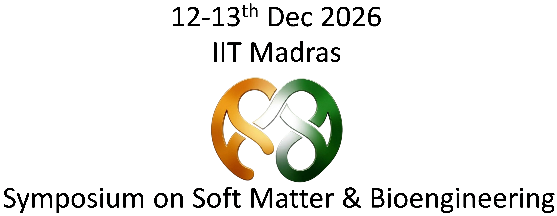 12-13th Dec 2026
IIT Madras
Symposium on Soft Matter & Bioengineering